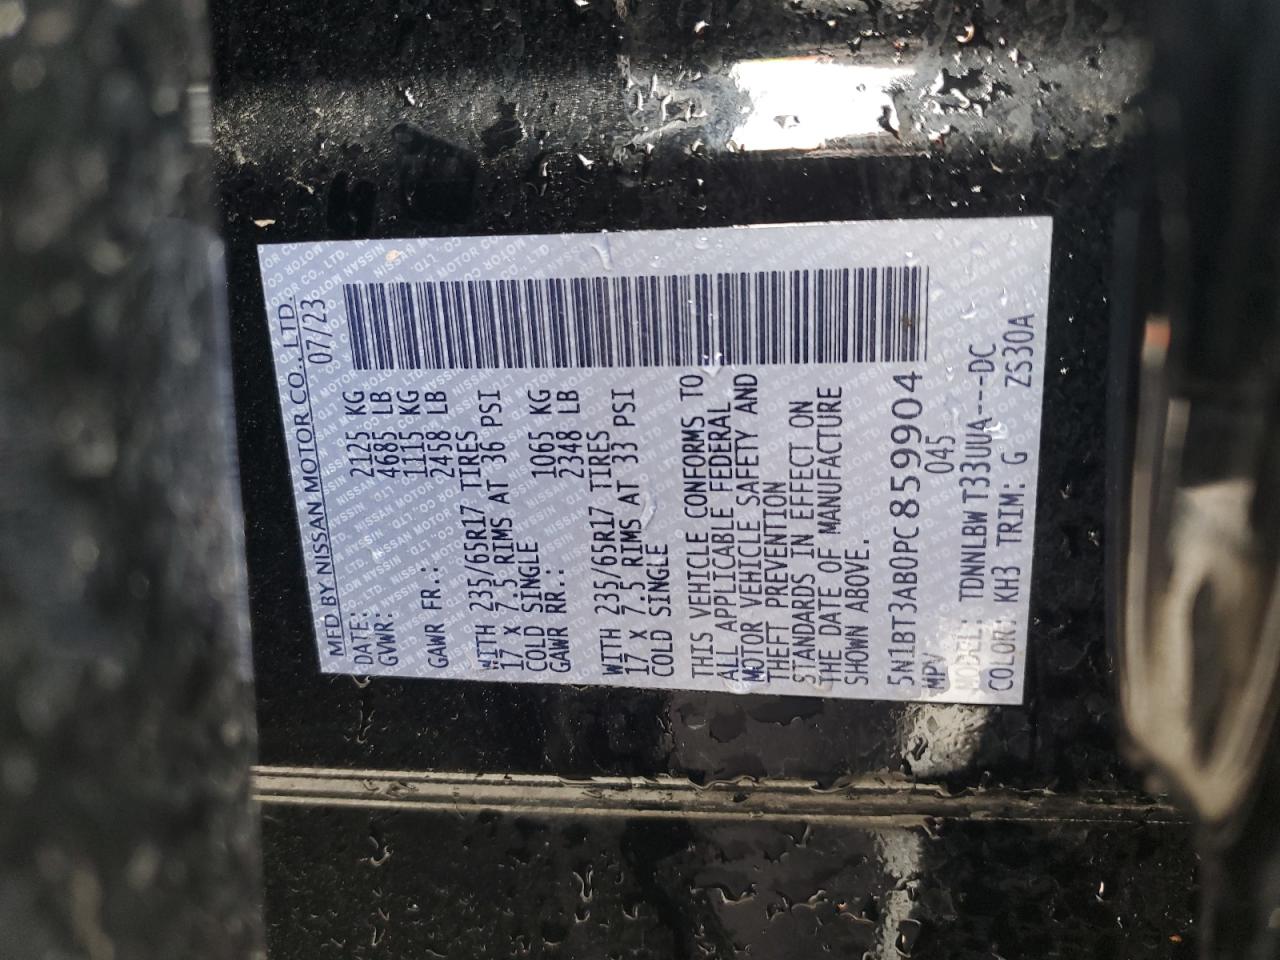 MFD BY NISSAN MOTOR CO., LTD.
DATE: 07/23
GVWR: 2125 KG
4685 LB
GAWR FR.: 1115 KG
2458 LB
WITH 235/65R17 TIRES
17 x 7.5 RIMS AT 36 PSI
COLD SINGLE
GAWR RR.: 1065 KG
2348 LB
WITH 235/65R17 TIRES
17 x 7.5 RIMS AT 33 PSI
COLD SINGLE
THIS VEHICLE CONFORMS TO
ALL APPLICABLE FEDERAL
MOTOR VEHICLE SAFETY AND
THEFT PREVENTION
STANDARDS IN EFFECT ON
THE DATE OF MANUFACTURE
SHOWN ABOVE.
5N1BT3AB0PC859904
MPV 045
MODEL: TDNNLBWT33UUA---DC
COLOR: KH3 TRIM: G ZS30A